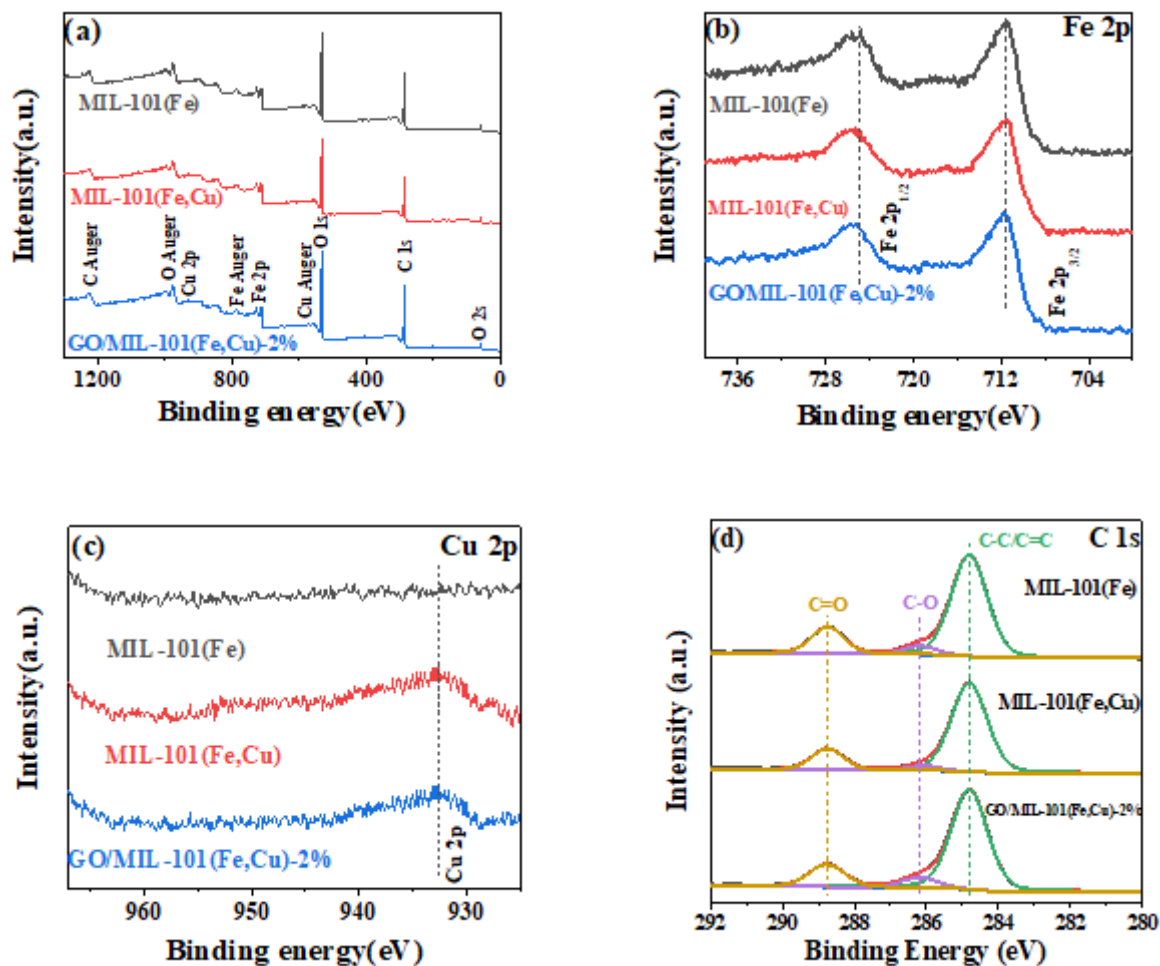 (a)
MIL-101(Fe)
MIL-101(Fe,Cu)
GO/MIL-101(Fe,Cu)-2%
C Auger
O Auger
Cu 2p
Fe Auger
Fe 2p
Cu Auger
O 1s
C 1s
O 2s
Intensity(a.u.)
1200 800 400 0
Binding energy(eV)
(b) Fe 2p
MIL-101(Fe)
MIL-101(Fe,Cu)
GO/MIL-101(Fe,Cu)-2%
Fe 2p1/2
Fe 2p3/2
Intensity(a.u.)
736 728 720 712 704
Binding energy(eV)
(c) Cu 2p
MIL-101(Fe)
MIL-101(Fe,Cu)
GO/MIL-101(Fe,Cu)-2%
Cu 2p
Intensity(a.u.)
960 950 940 930
Binding energy(eV)
(d) C 1s
C-C/C=C
C=O
C-O
MIL-101(Fe)
MIL-101(Fe,Cu)
GO/MIL-101(Fe,Cu)-2%
Intensity (a.u.)
292 290 288 286 284 282 280
Binding Energy (eV)